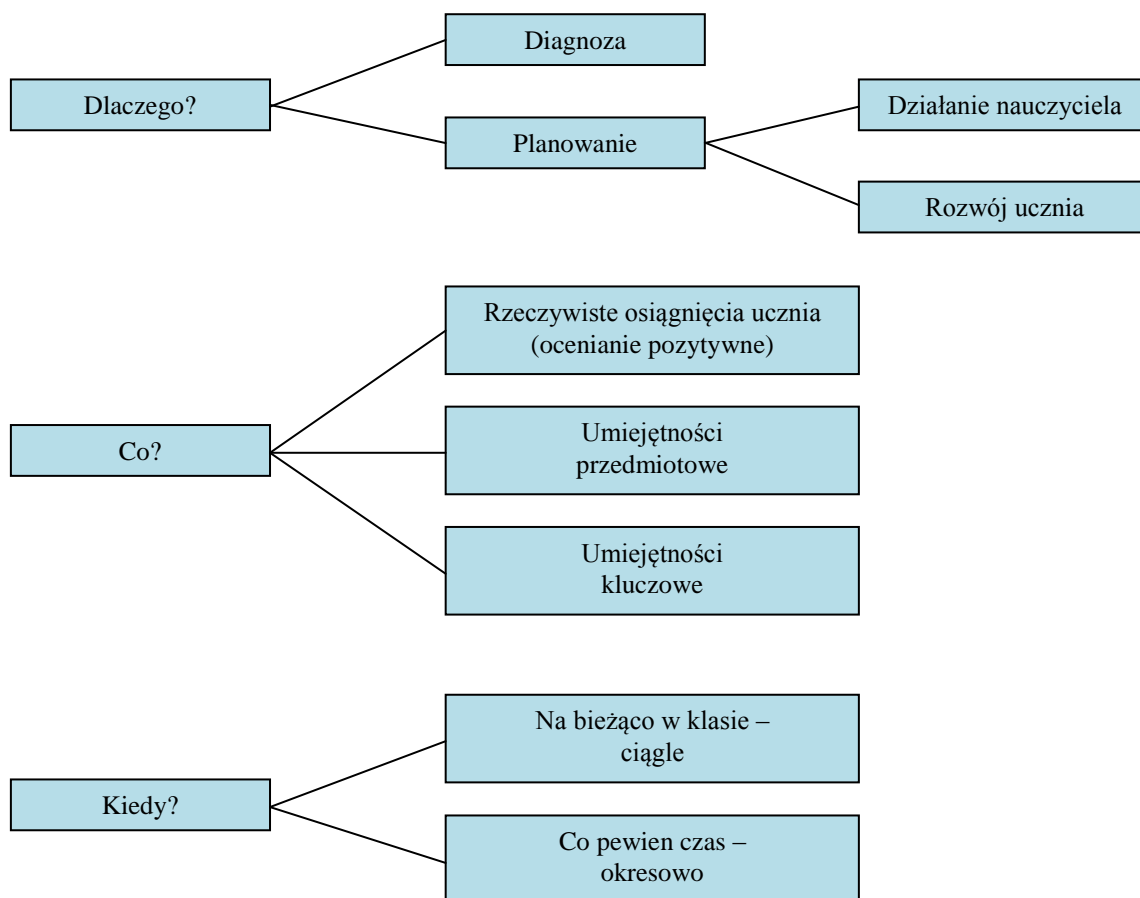 Diagnoza
Dlaczego?
Planowanie
Działanie nauczyciela
Rozwój ucznia
Rzeczywiste osiągnięcia ucznia
(ocenianie pozytywne)
Co?
Umiejętności
przedmiotowe
Umiejętności
kluczowe
Na bieżąco w klasie –
ciągle
Kiedy?
Co pewien czas –
okresowo